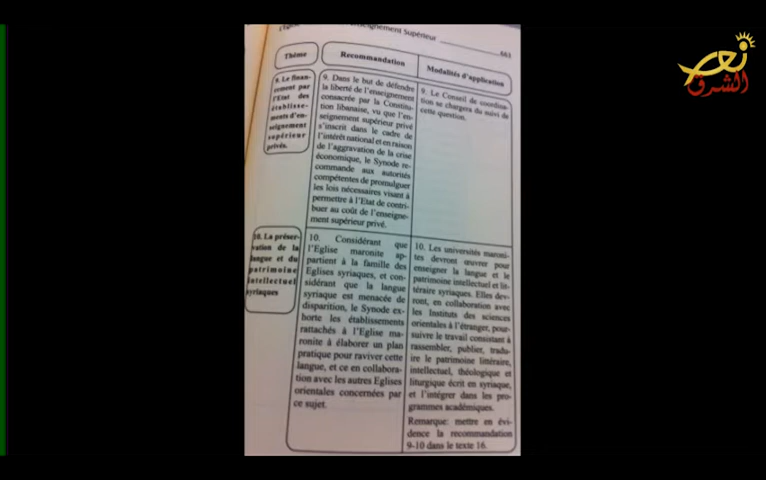 l'Eglise
enseignement Supérieur
661
Thème
Recommandation
Modalités d'application
9. Le finan-
cement par
l'Etat des
établisse-
ments d'en-
seignement
supérieur
privés.
9. Dans le but de défendre
la liberté de l'enseignement
consacrée par la Constitu-
tion libanaise, vu que l'en-
seignement supérieur privé
s'inscrit dans le cadre de
l'intérêt national et en raison
de l'aggravation de la crise
économique, le Synode re-
commande aux autorités
compétentes de promulguer
les lois nécessaires visant à
permettre à l'Etat de contri-
buer au coût de l'enseigne-
ment supérieur privé.
9. Le Conseil de coordina-
tion se chargera du suivi de
cette question.
10. La préser-
vation de la
langue et du
patrimoine
intellectuel
syriaques
10. Considérant que
l'Eglise maronite ap-
partient à la famille des
Eglises syriaques, et con-
sidérant que la langue
syriaque est menacée de
disparition, le Synode ex-
horte les établissements
rattachés à l'Eglise ma-
ronite à élaborer un plan
pratique pour raviver cette
langue, et ce en collabora-
tion avec les autres Eglises
orientales concernées par
ce sujet.
10. Les universités maroni-
tes devront œuvrer pour
enseigner la langue et le
patrimoine intellectuel et lit-
téraire syriaques. Elles dev-
ront, en collaboration avec
les Instituts des sciences
orientales à l'étranger, pour-
suivre le travail consistant à
rassembler, publier, tradu-
ire le patrimoine littéraire,
intellectuel, théologique et
liturgique écrit en syriaque,
et l'intégrer dans les pro-
grammes académiques.
Remarque: mettre en évi-
dence la recommandation
9-10 dans le texte 16.
الشرق